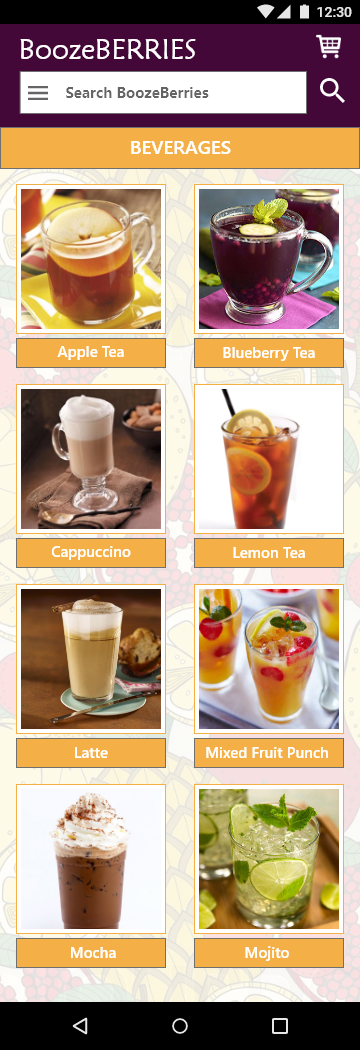 12:30
BoozeBERRIES
Search BoozeBerries
BEVERAGES
Apple Tea
Blueberry Tea
Cappuccino
Lemon Tea
Latte
Mixed Fruit Punch
Mocha
Mojito